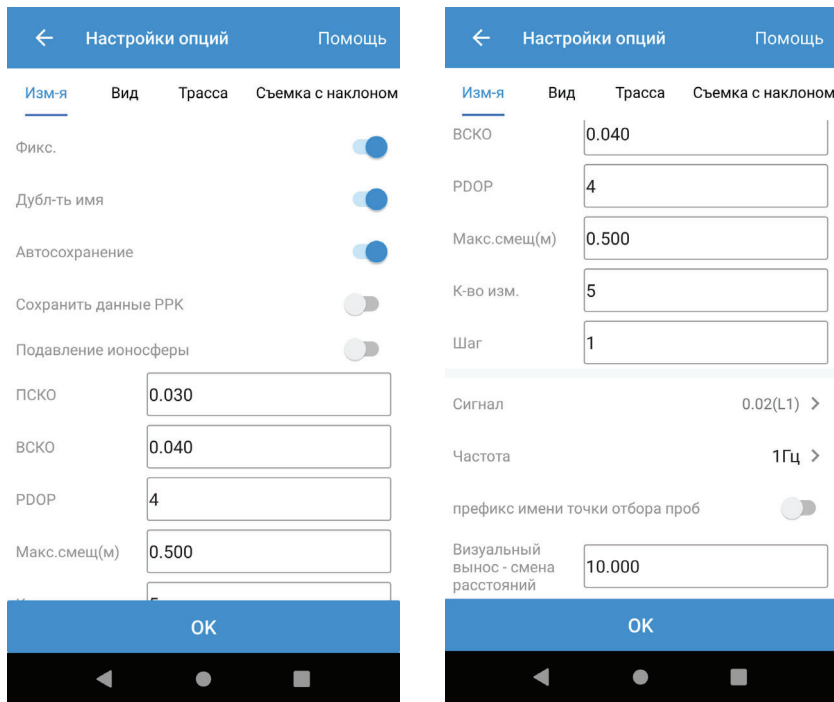 Настройки опций Помощь
Изм-я Вид Трасса Съемка с наклоном
Фикс.
Дубл-ть имя
Автосохранение
Сохранить данные PPK
Подавление ионосферы
ПСКО 0.030
ВСКО 0.040
PDOP 4
Макс.смещ(м) 0.500
OK
Настройки опций Помощь
Изм-я Вид Трасса Съемка с наклоном
ВСКО 0.040
PDOP 4
Макс.смещ(м) 0.500
К-во изм. 5
Шаг 1
Сигнал 0.02(L1)
Частота 1Гц
префикс имени точки отбора проб
Визуальный
вынос - смена 10.000
расстояний
OK